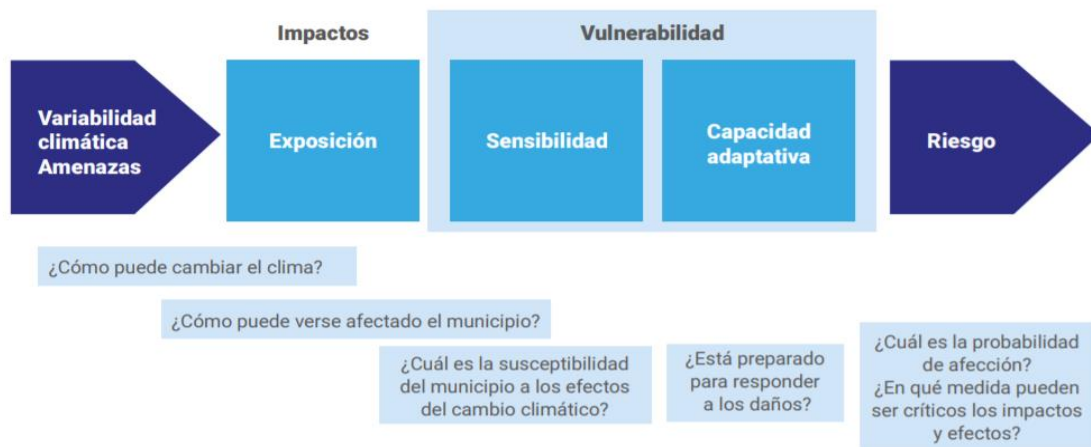 Impactos
Vulnerabilidad
Variabilidad
climática
Amenazas
Exposición
Sensibilidad
Capacidad
adaptativa
Riesgo
¿Cómo puede cambiar el clima?
¿Cómo puede verse afectado el municipio?
¿Cuál es la susceptibilidad
del municipio a los efectos
del cambio climático?
¿Está preparado
para responder
a los daños?
¿Cuál es la probabilidad
de afección?
¿En qué medida pueden
ser críticos los impactos
y efectos?